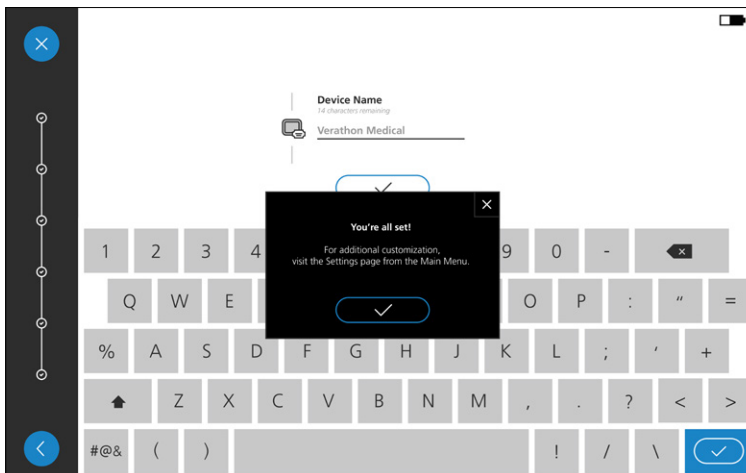 Device Name
14 characters remaining
Verathon Medical
You're all set!
For additional customization,
visit the Settings page from the Main Menu.
1 2 3 4 9 0 -
Q W E O P : " =
% A S D F G H J K L ; ' +
Z X C V B N M , . ? < >
#@& ( ) ! / \